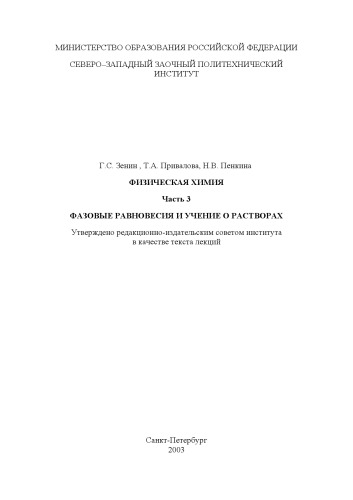 МИНИСТЕРСТВО ОБРАЗОВАНИЯ РОССИЙСКОЙ ФЕДЕРАЦИИ
СЕВЕРО–ЗАПАДНЫЙ ЗАОЧНЫЙ ПОЛИТЕХНИЧЕСКИЙ
ИНСТИТУТ
Г.С. Зенин , Т.А. Привалова, Н.В. Пенкина
ФИЗИЧЕСКАЯ ХИМИЯ
Часть 3
ФАЗОВЫЕ РАВНОВЕСИЯ И УЧЕНИЕ О РАСТВОРАХ
Утверждено редакционно-издательским советом института
в качестве текста лекций
Санкт-Петербург
2003